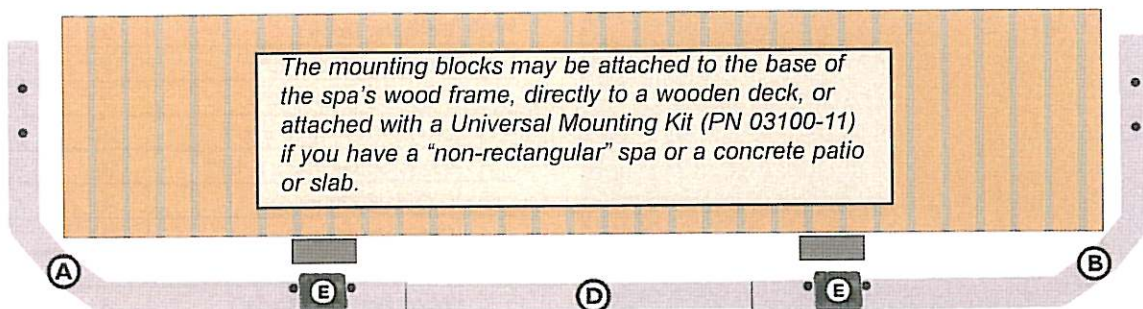 The mounting blocks may be attached to the base of
the spa's wood frame, directly to a wooden deck, or
attached with a Universal Mounting Kit (PN 03100-11)
if you have a “non-rectangular” spa or a concrete patio
or slab.
A
B
E
D
E